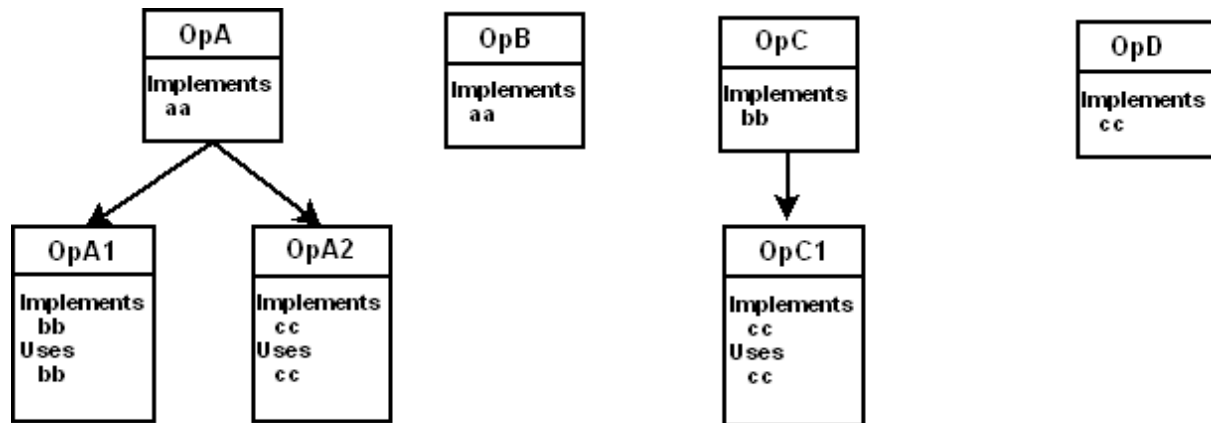 OpA
Implements
aa
OpB
Implements
aa
OpC
Implements
bb
OpD
Implements
cc
OpA1
Implements
bb
Uses
bb
OpA2
Implements
cc
Uses
cc
OpC1
Implements
cc
Uses
cc